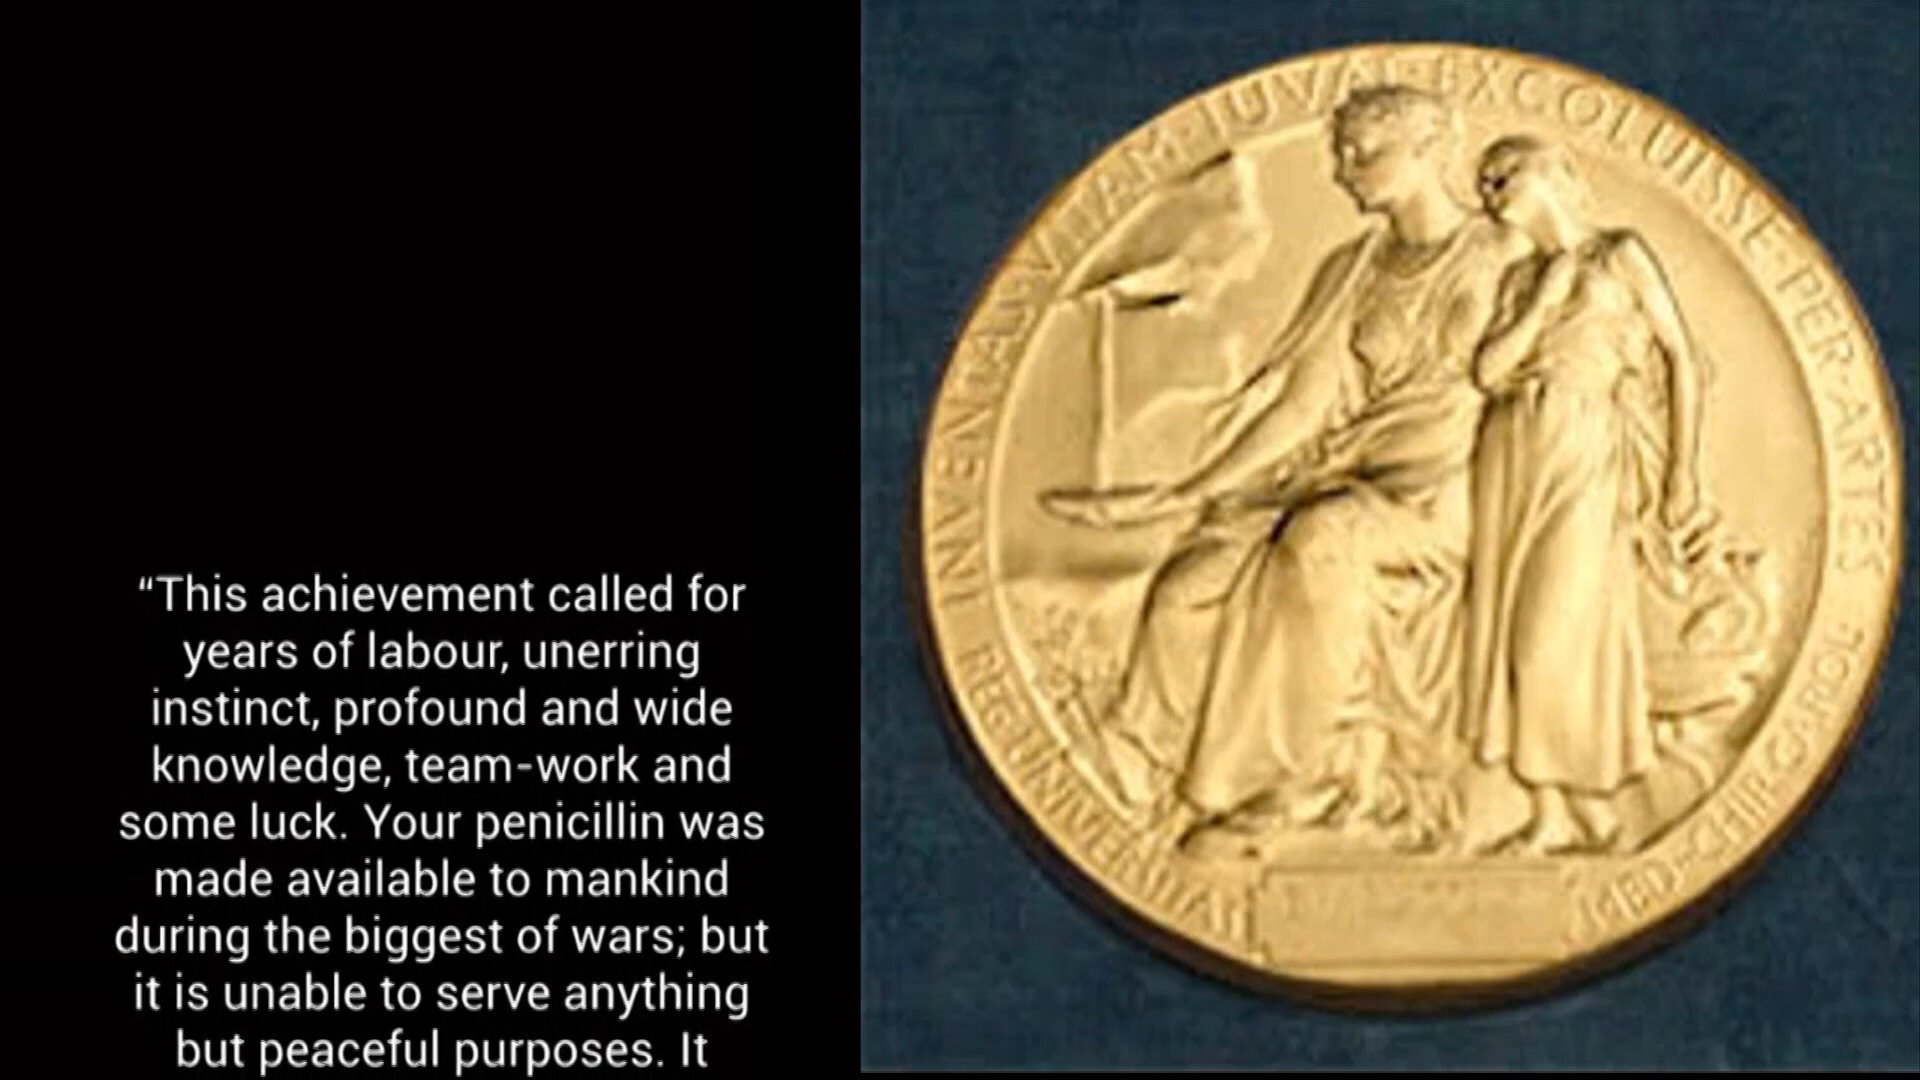 “This achievement called for
years of labour, unerring
instinct, profound and wide
knowledge, team-work and
some luck. Your penicillin was
made available to mankind
during the biggest of wars; but
it is unable to serve anything
but peaceful purposes. It
INVENTAS·VITAM·IUVAT·EXCOLUISSE·PER·ARTES
REG·UNIVERSITAS
MED·CHIR·CAROL·